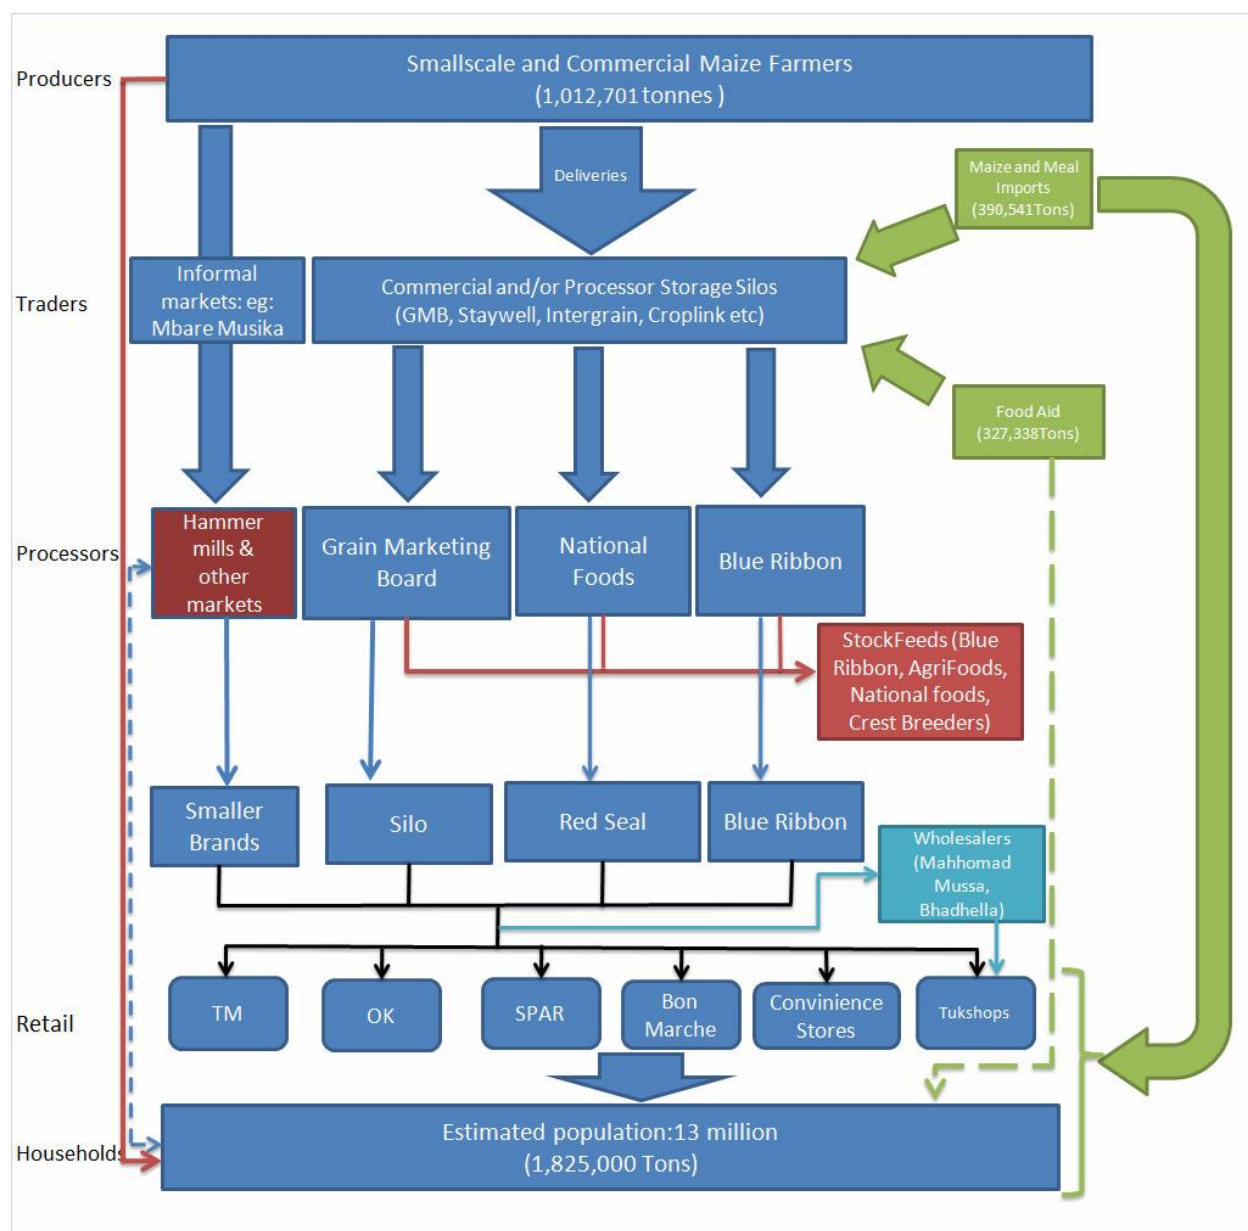 Producers
Smallscale and Commercial Maize Farmers
(1,012,701 tonnes )
Deliveries
Maize and Meal
Imports
(390,541Tons)
Traders
Informal
markets: eg:
Mbare Musika
Commercial and/or Processor Storage Silos
(GMB, Staywell, Intergrain, Croplink etc)
Food Aid
(327,338Tons)
Processors
Hammer
mills &
other
markets
Grain Marketing
Board
National
Foods
Blue Ribbon
StockFeeds (Blue
Ribbon, AgriFoods,
National foods,
Crest Breeders)
Smaller
Brands
Silo
Red Seal
Blue Ribbon
Wholesalers
(Mahhomad
Mussa,
Bhadhella)
Retail
TM
OK
SPAR
Bon
Marche
Convinience
Stores
Tukshops
Households
Estimated population:13 million
(1,825,000 Tons)